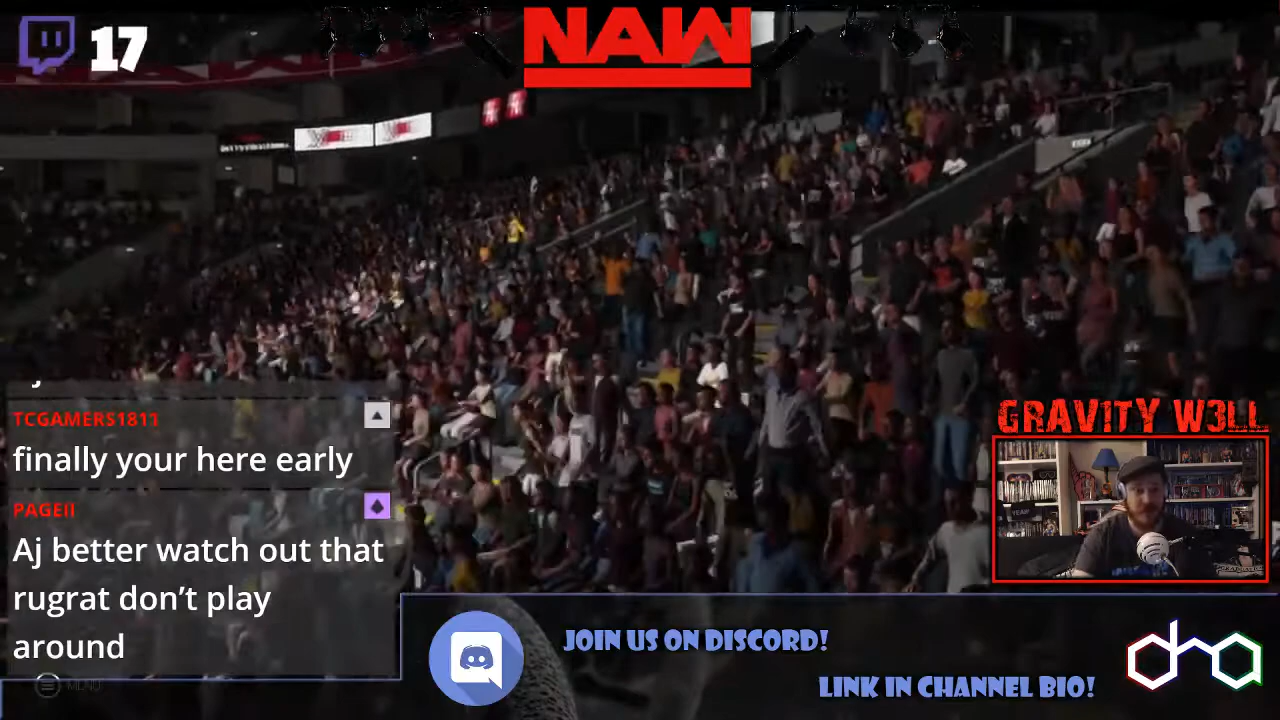 17
NAW
TCGAMERS1811
finally your here early
PAGEII
Aj better watch out that
rugrat don't play
around
MENU
GRAVITY W3LL
JOIN US ON DISCORD!
LINK IN CHANNEL BIO!